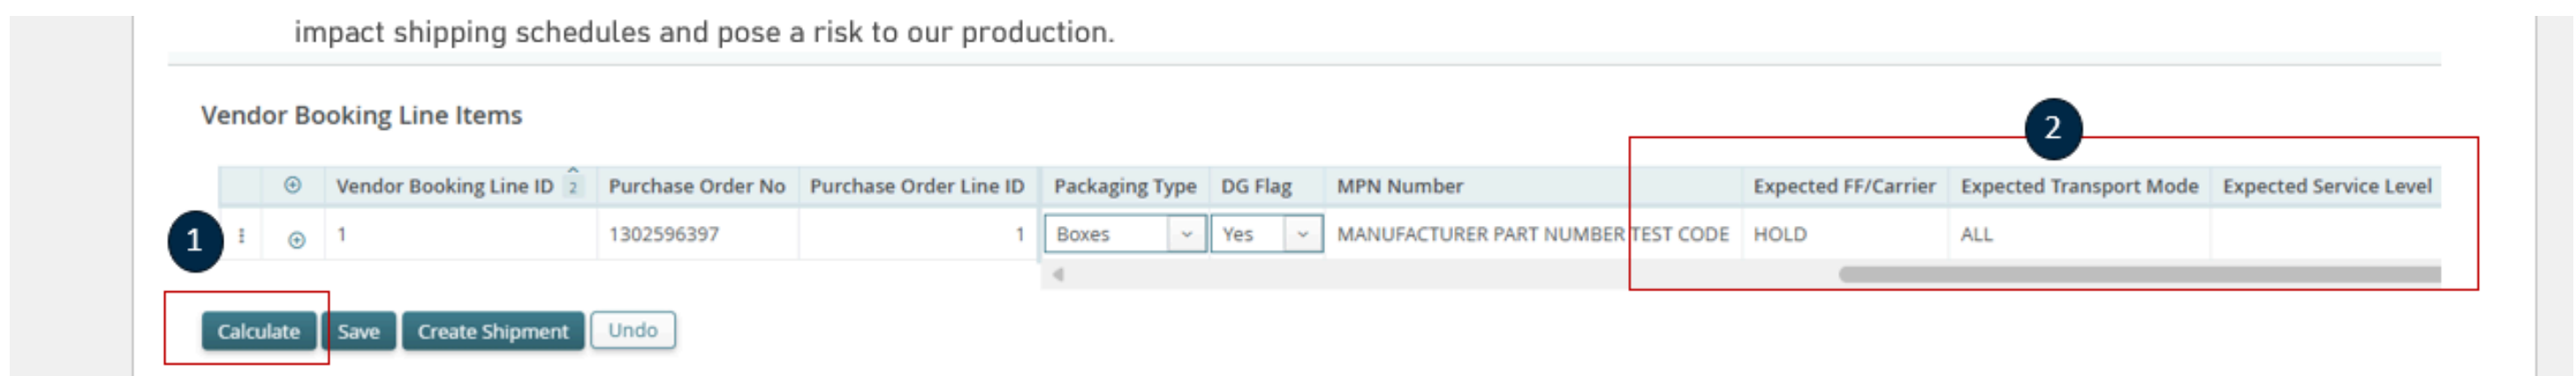 impact shipping schedules and pose a risk to our production.
Vendor Booking Line Items
2
Vendor Booking Line ID 2 Purchase Order No Purchase Order Line ID Packaging Type DG Flag MPN Number Expected FF/Carrier Expected Transport Mode Expected Service Level
1 1 1302596397 1 Boxes Yes MANUFACTURER PART NUMBER TEST CODE HOLD ALL
Calculate Save Create Shipment Undo